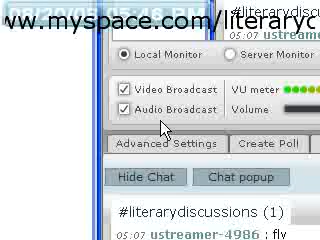 08/20/05 05:46 PM
#literarydiscu
www.myspace.com/literaryc
05:07 ustreamer
Local Monitor Server Monitor
Video Broadcast VU meter
Audio Broadcast Volume
Advanced Settings Create Poll
Hide Chat Chat popup
#literarydiscussions (1)
05:07 ustreamer-4986 : fly